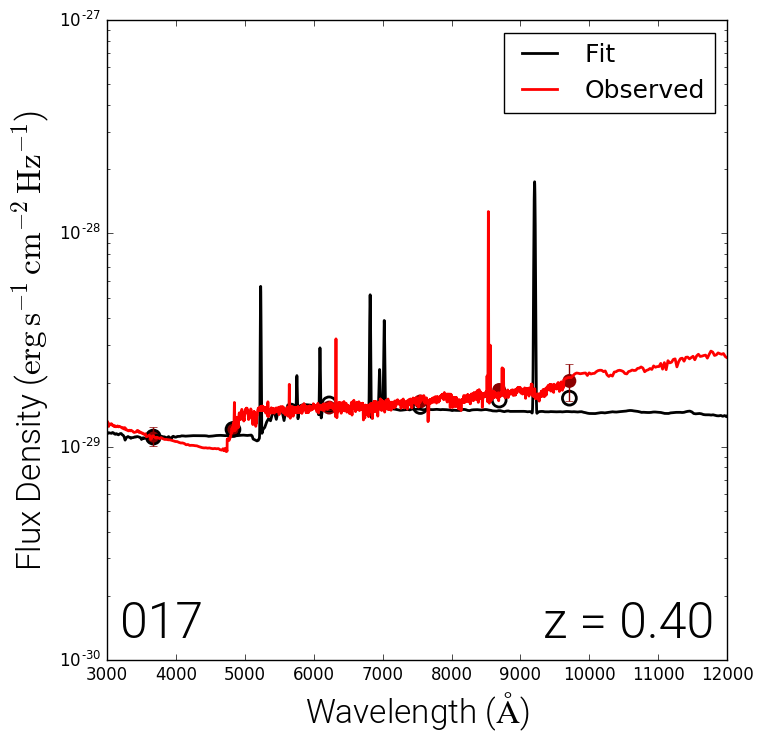 10^-27
Fit
Observed
10^-28
10^-29
10^-30
Flux Density (erg s^-1 cm^-2 Hz^-1)
017
z = 0.40
3000 4000 5000 6000 7000 8000 9000 10000 11000 12000
Wavelength (Å)